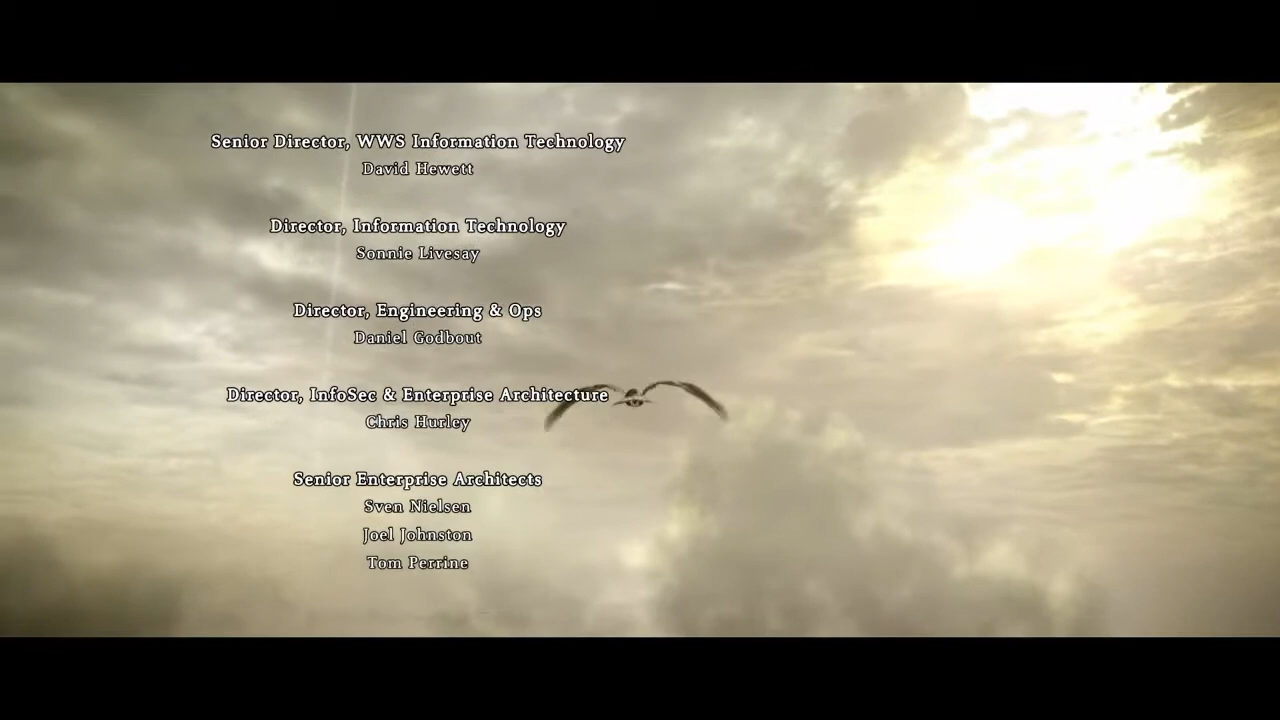 Senior Director, WWS Information Technology
David Hewett
Director, Information Technology
Sonnie Livesay
Director, Engineering & Ops
Daniel Godbout
Director, InfoSec & Enterprise Architecture
Chris Hurley
Senior Enterprise Architects
Sven Nielsen
Joel Johnston
Tom Perrine